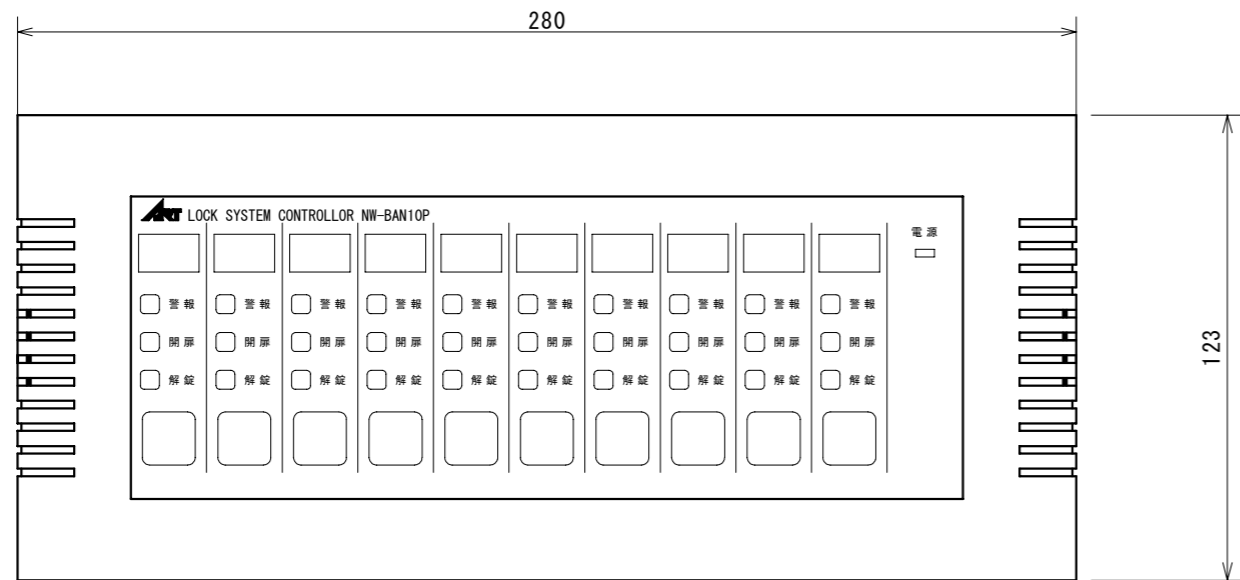 280
ART LOCK SYSTEM CONTROLLOR NW-BAN10P
電源
警報 警報 警報 警報 警報 警報 警報 警報 警報 警報
開扉 開扉 開扉 開扉 開扉 開扉 開扉 開扉 開扉 開扉
解錠 解錠 解錠 解錠 解錠 解錠 解錠 解錠 解錠 解錠
123